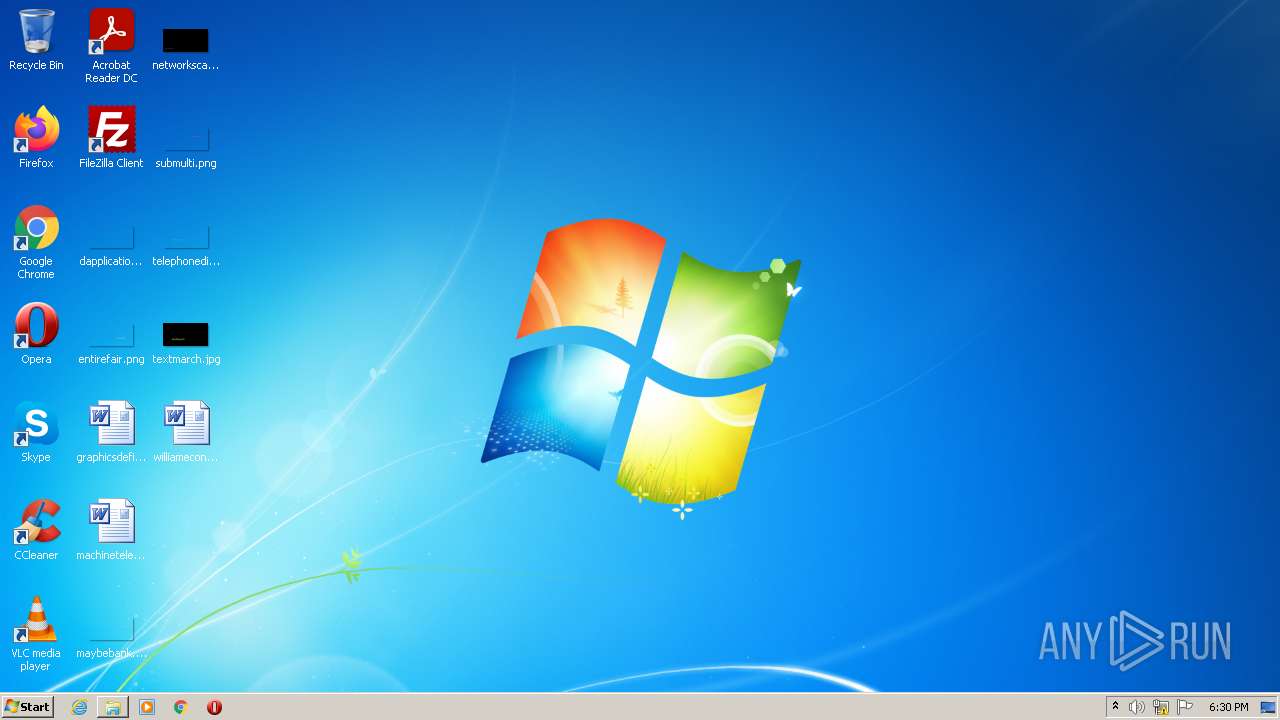 Recycle Bin
Acrobat
Reader DC
networksca...
Firefox
FileZilla Client
submulti.png
Google
Chrome
dapplicatio...
telephonedi...
Opera
entirefair.png
textmarch.jpg
Skype
graphicsdefi...
williamecon...
CCleaner
machinetele...
VLC media
player
maybebank....
ANY RUN
Start
6:30 PM